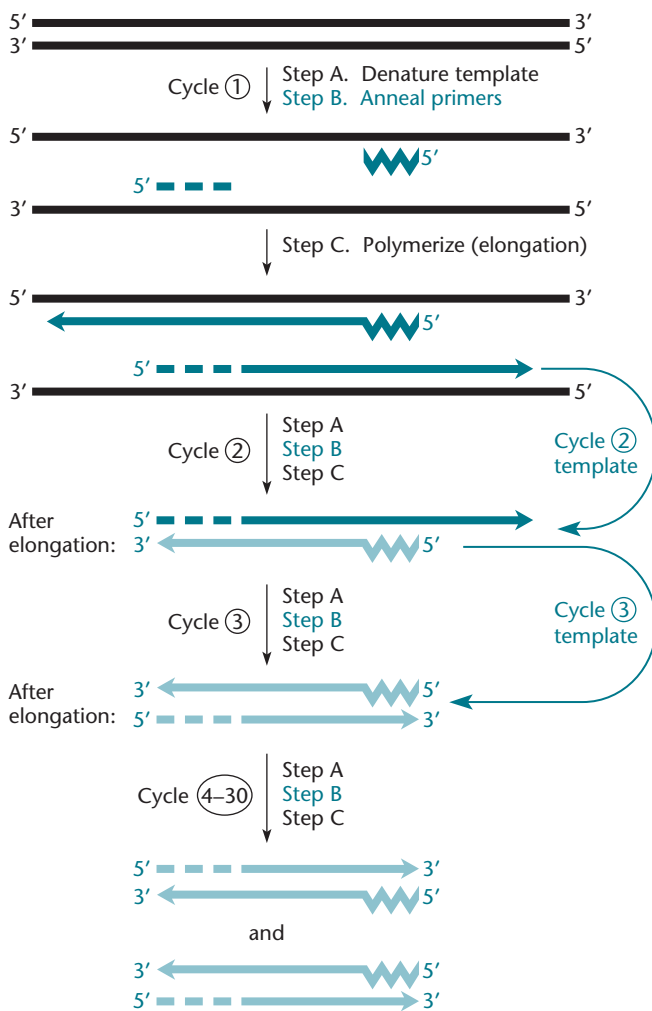 5′ 3′
3′ 5′
Cycle 1
Step A. Denature template
Step B. Anneal primers
5′ 3′
5′
5′
3′ 5′
Step C. Polymerize (elongation)
5′ 3′
5′
5′
3′ 5′
Cycle 2
Step A
Step B
Step C
Cycle 2
template
After
elongation:
5′
3′ 5′
Cycle 3
Step A
Step B
Step C
Cycle 3
template
After
elongation:
3′ 5′
5′ 3′
Cycle 4–30
Step A
Step B
Step C
5′ 3′
3′ 5′
and
3′ 5′
5′ 3′